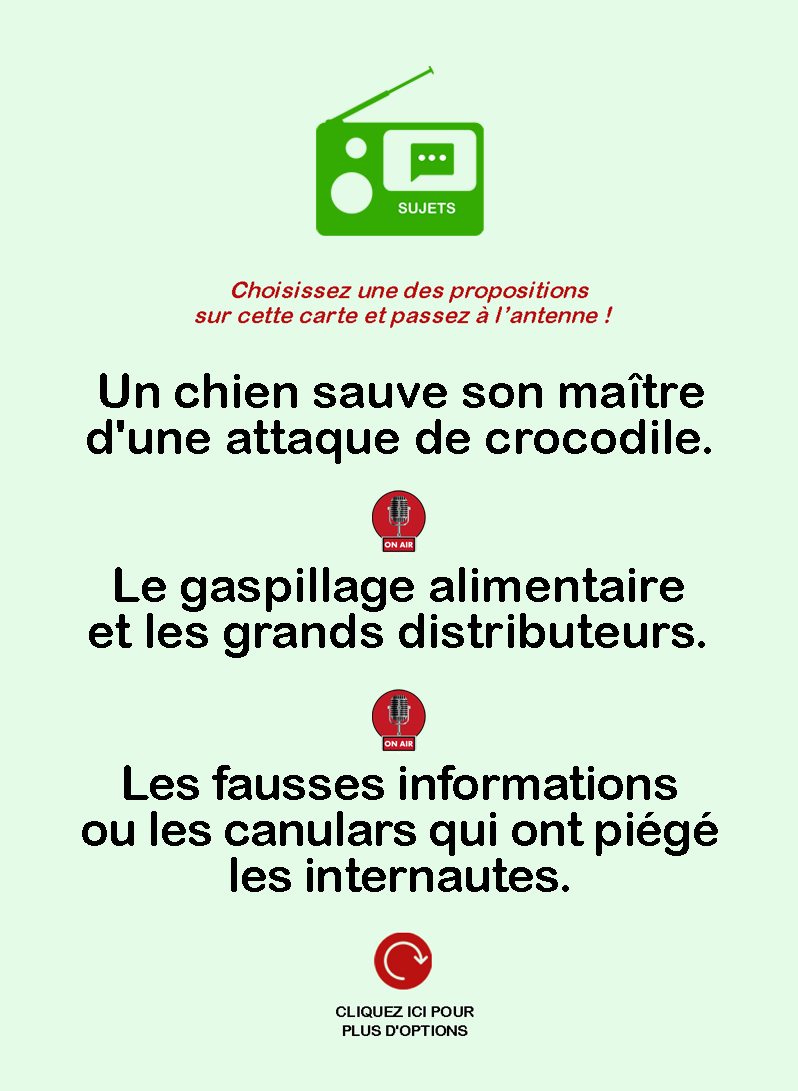 SUJETS
Choisissez une des propositions
sur cette carte et passez à l’antenne !
Un chien sauve son maître
d'une attaque de crocodile.
ON AIR
Le gaspillage alimentaire
et les grands distributeurs.
ON AIR
Les fausses informations
ou les canulars qui ont piégé
les internautes.
CLIQUEZ ICI POUR
PLUS D'OPTIONS